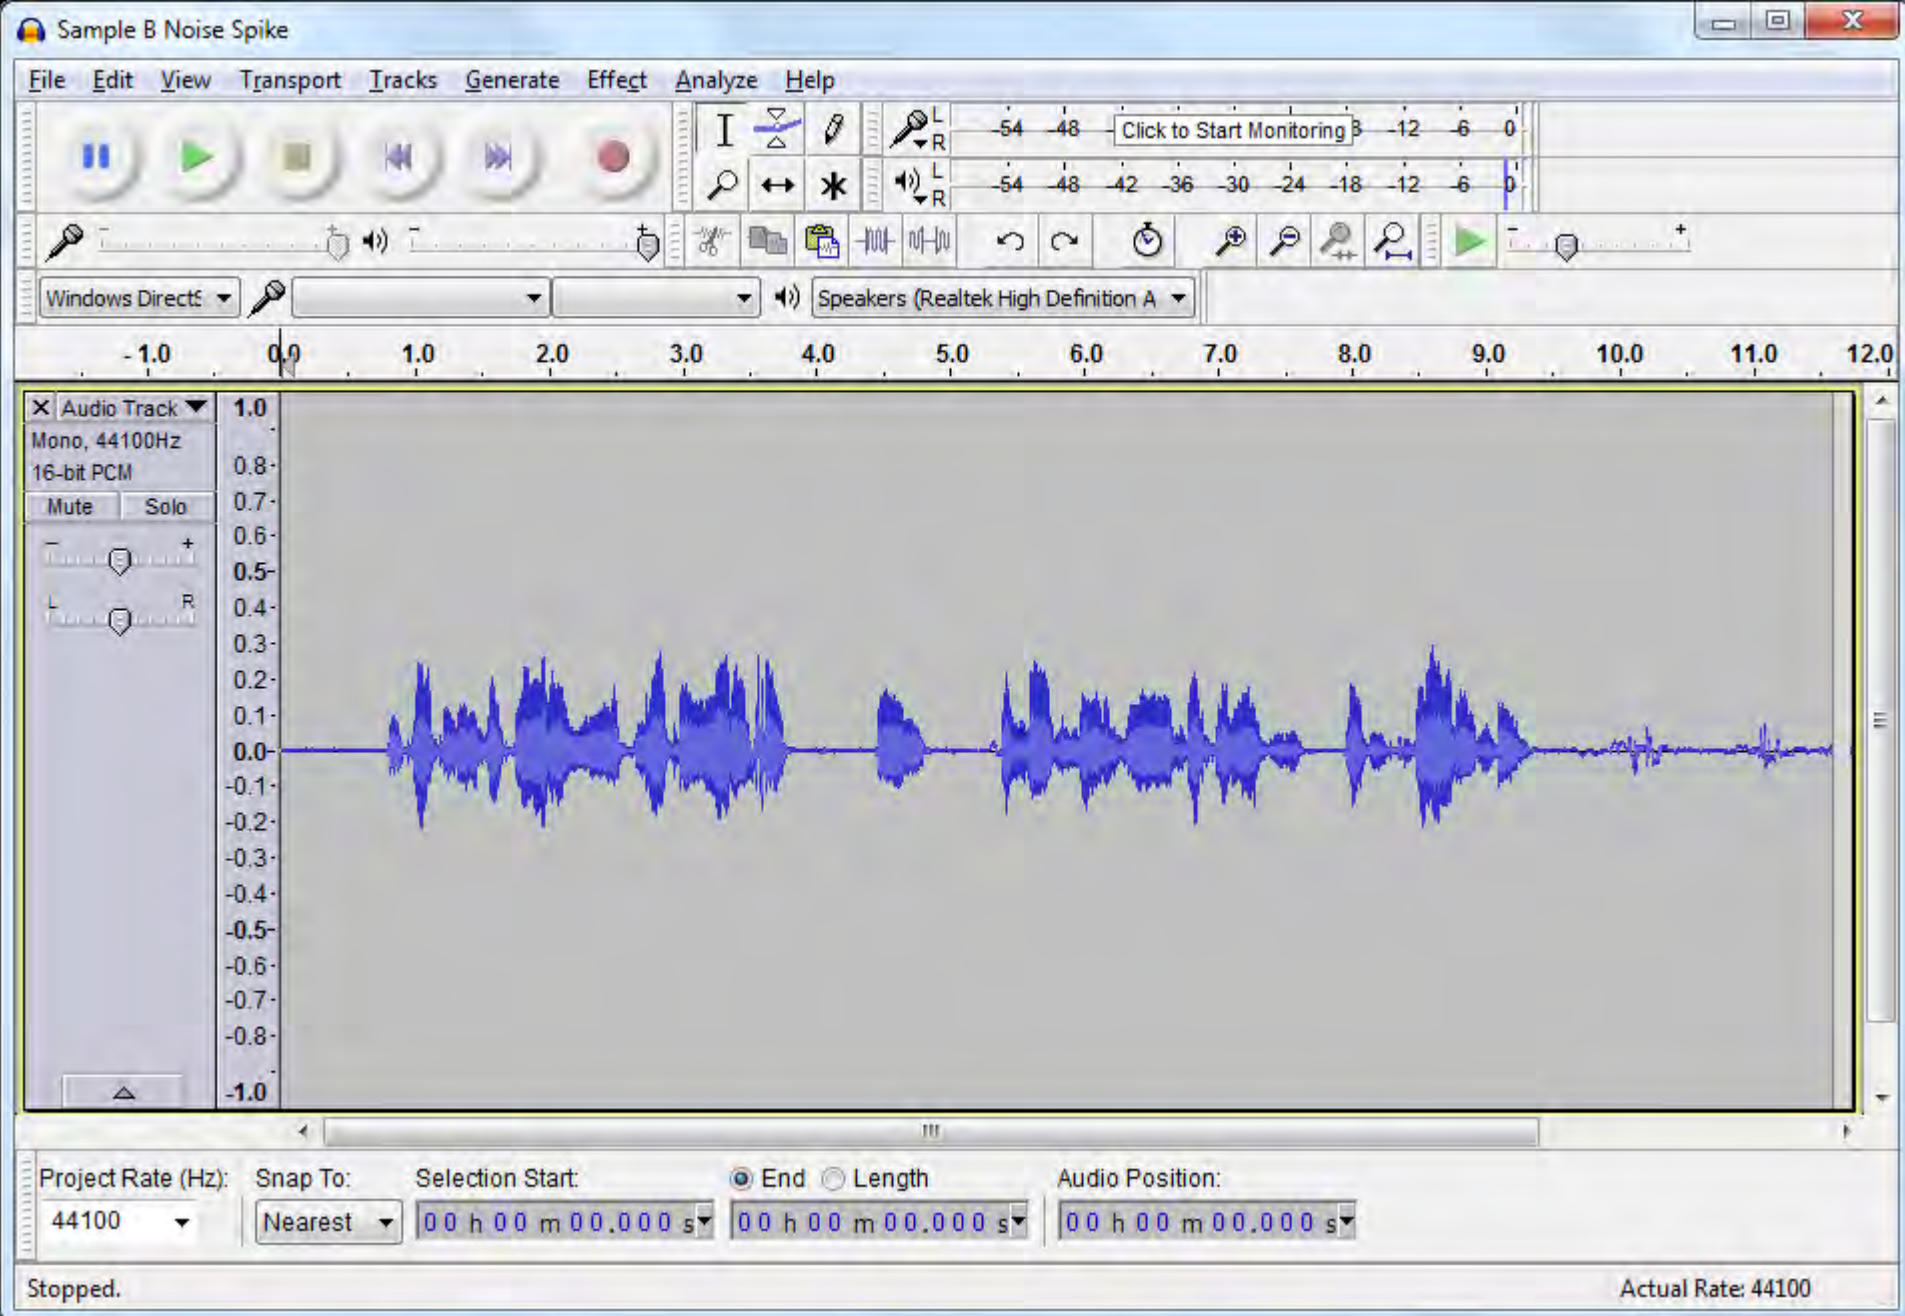 Sample B Noise Spike
File Edit View Transport Tracks Generate Effect Analyze Help
L
R
-54 -48 Click to Start Monitoring -12 -6 0
L
R
-54 -48 -42 -36 -30 -24 -18 -12 -6 0
- + - +
- +
Windows DirectS Speakers (Realtek High Definition A
- 1.0 0.0 1.0 2.0 3.0 4.0 5.0 6.0 7.0 8.0 9.0 10.0 11.0 12.0
X Audio Track
Mono, 44100Hz
16-bit PCM
Mute Solo
- +
L R
1.0
0.8
0.7
0.6
0.5
0.4
0.3
0.2
0.1
0.0
-0.1
-0.2
-0.3
-0.4
-0.5
-0.6
-0.7
-0.8
-1.0
Project Rate (Hz): Snap To: Selection Start: End Length Audio Position:
44100 Nearest 00 h 00 m 00.000 s 00 h 00 m 00.000 s 00 h 00 m 00.000 s
Stopped. Actual Rate: 44100